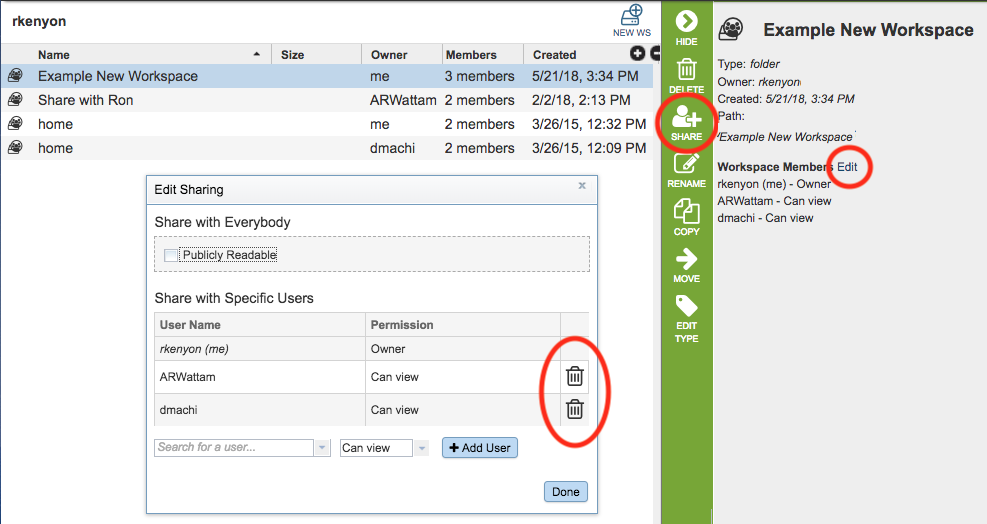 rkenyon
NEW WS
Name Size Owner Members Created
Example New Workspace me 3 members 5/21/18, 3:34 PM
Share with Ron ARWattam 2 members 2/2/18, 2:13 PM
home me 2 members 3/26/15, 12:32 PM
home dmachi 2 members 3/26/15, 12:09 PM
Edit Sharing x
Share with Everybody
Publicly Readable
Share with Specific Users
User Name Permission
rkenyon (me) Owner
ARWattam Can view
dmachi Can view
Search for a user... Can view + Add User
Done
HIDE
DELETE
SHARE
RENAME
COPY
MOVE
EDIT
TYPE
Example New Workspace
Type: folder
Owner: rkenyon
Created: 5/21/18, 3:34 PM
Path:
/Example New Workspace
Workspace Members Edit
rkenyon (me) - Owner
ARWattam - Can view
dmachi - Can view